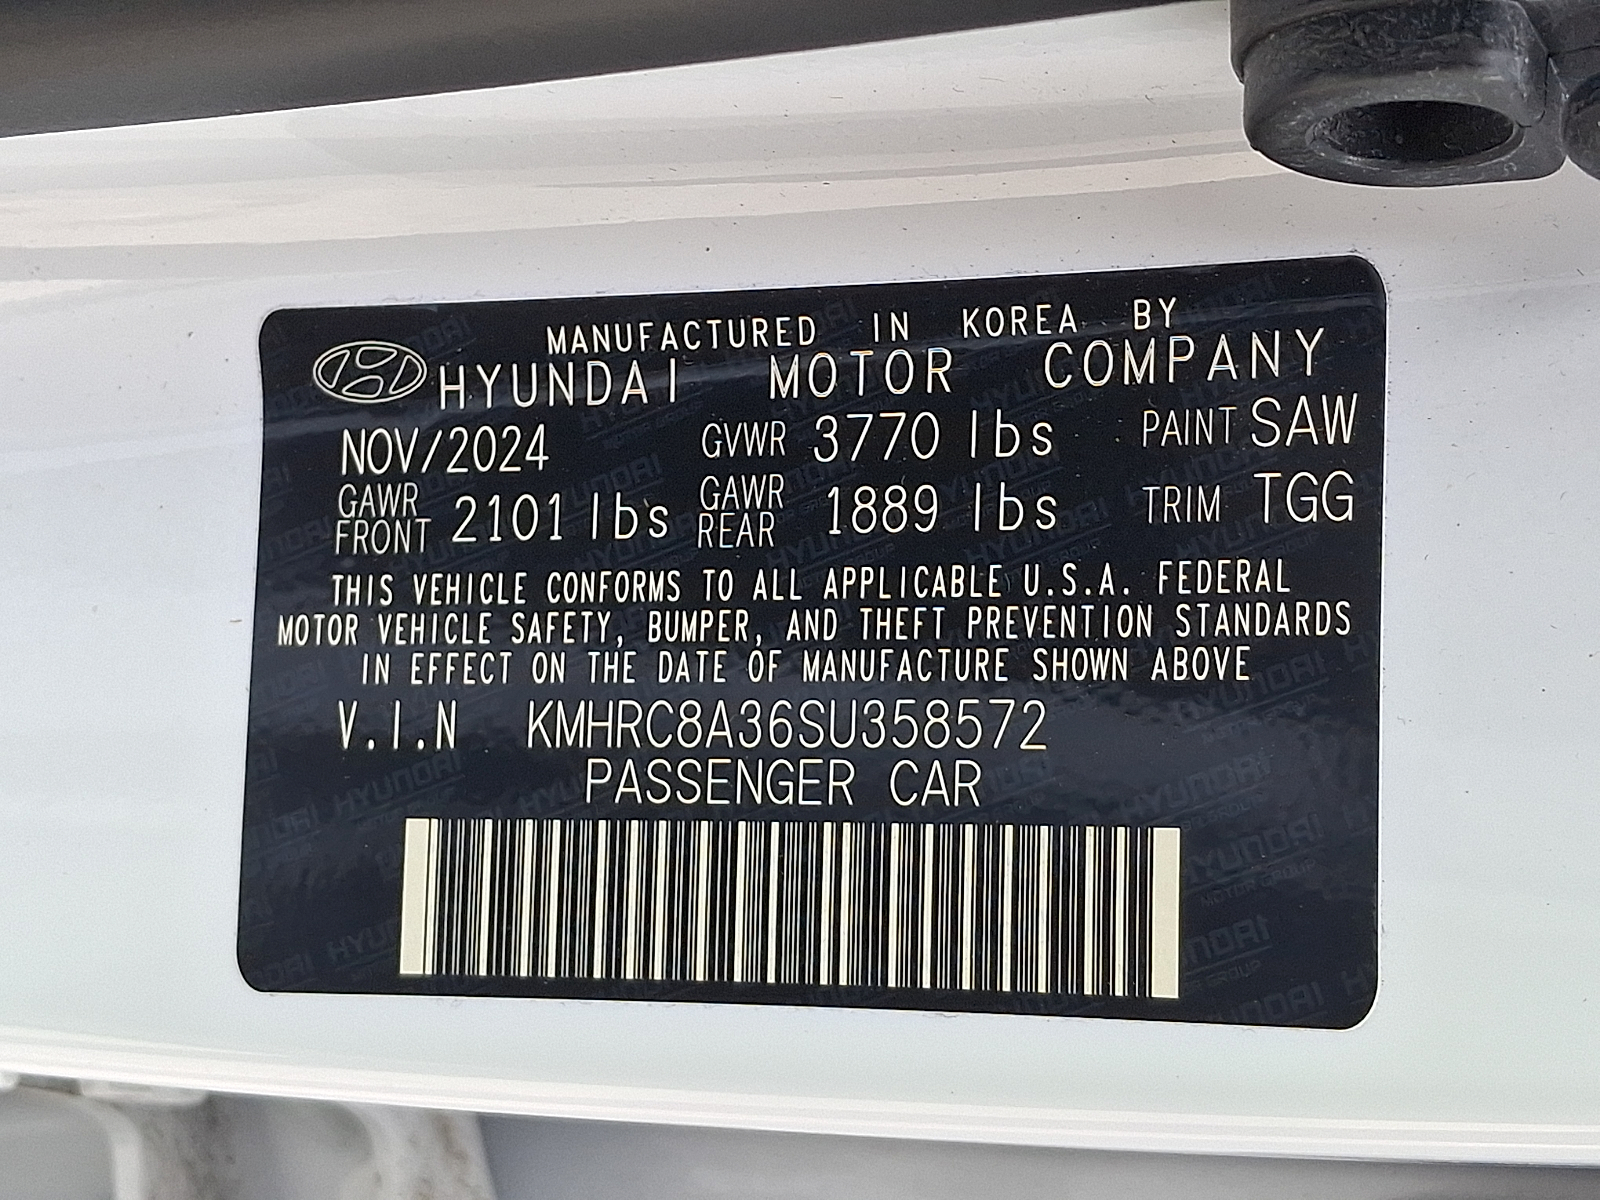 MANUFACTURED IN KOREA BY
HYUNDAI MOTOR COMPANY
NOV/2024 GVWR 3770 lbs PAINT SAW
GAWR FRONT 2101 lbs GAWR REAR 1889 lbs TRIM TGG
THIS VEHICLE CONFORMS TO ALL APPLICABLE U.S.A. FEDERAL
MOTOR VEHICLE SAFETY, BUMPER, AND THEFT PREVENTION STANDARDS
IN EFFECT ON THE DATE OF MANUFACTURE SHOWN ABOVE
V.I.N KMHRC8A36SU358572
PASSENGER CAR